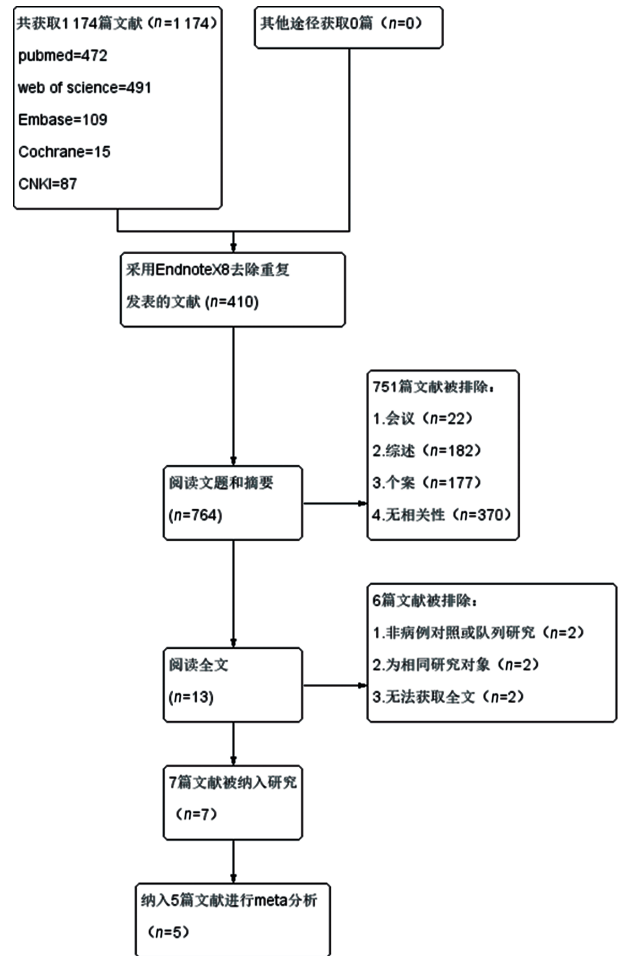 共获取1 174篇文献（n=1 174）
pubmed=472
web of science=491
Embase=109
Cochrane=15
CNKI=87
其他途径获取0篇（n=0）
采用EndnoteX8去除重复
发表的文献 (n=410)
阅读文题和摘要
(n=764)
751篇文献被排除：
1.会议（n=22）
2.综述（n=182）
3.个案（n=177）
4.无相关性（n=370）
阅读全文
(n=13)
6篇文献被排除：
1.非病例对照或队列研究（n=2）
2.为相同研究对象（n=2）
3.无法获取全文（n=2）
7篇文献被纳入研究
（n=7）
纳入5篇文献进行meta分析
（n=5）